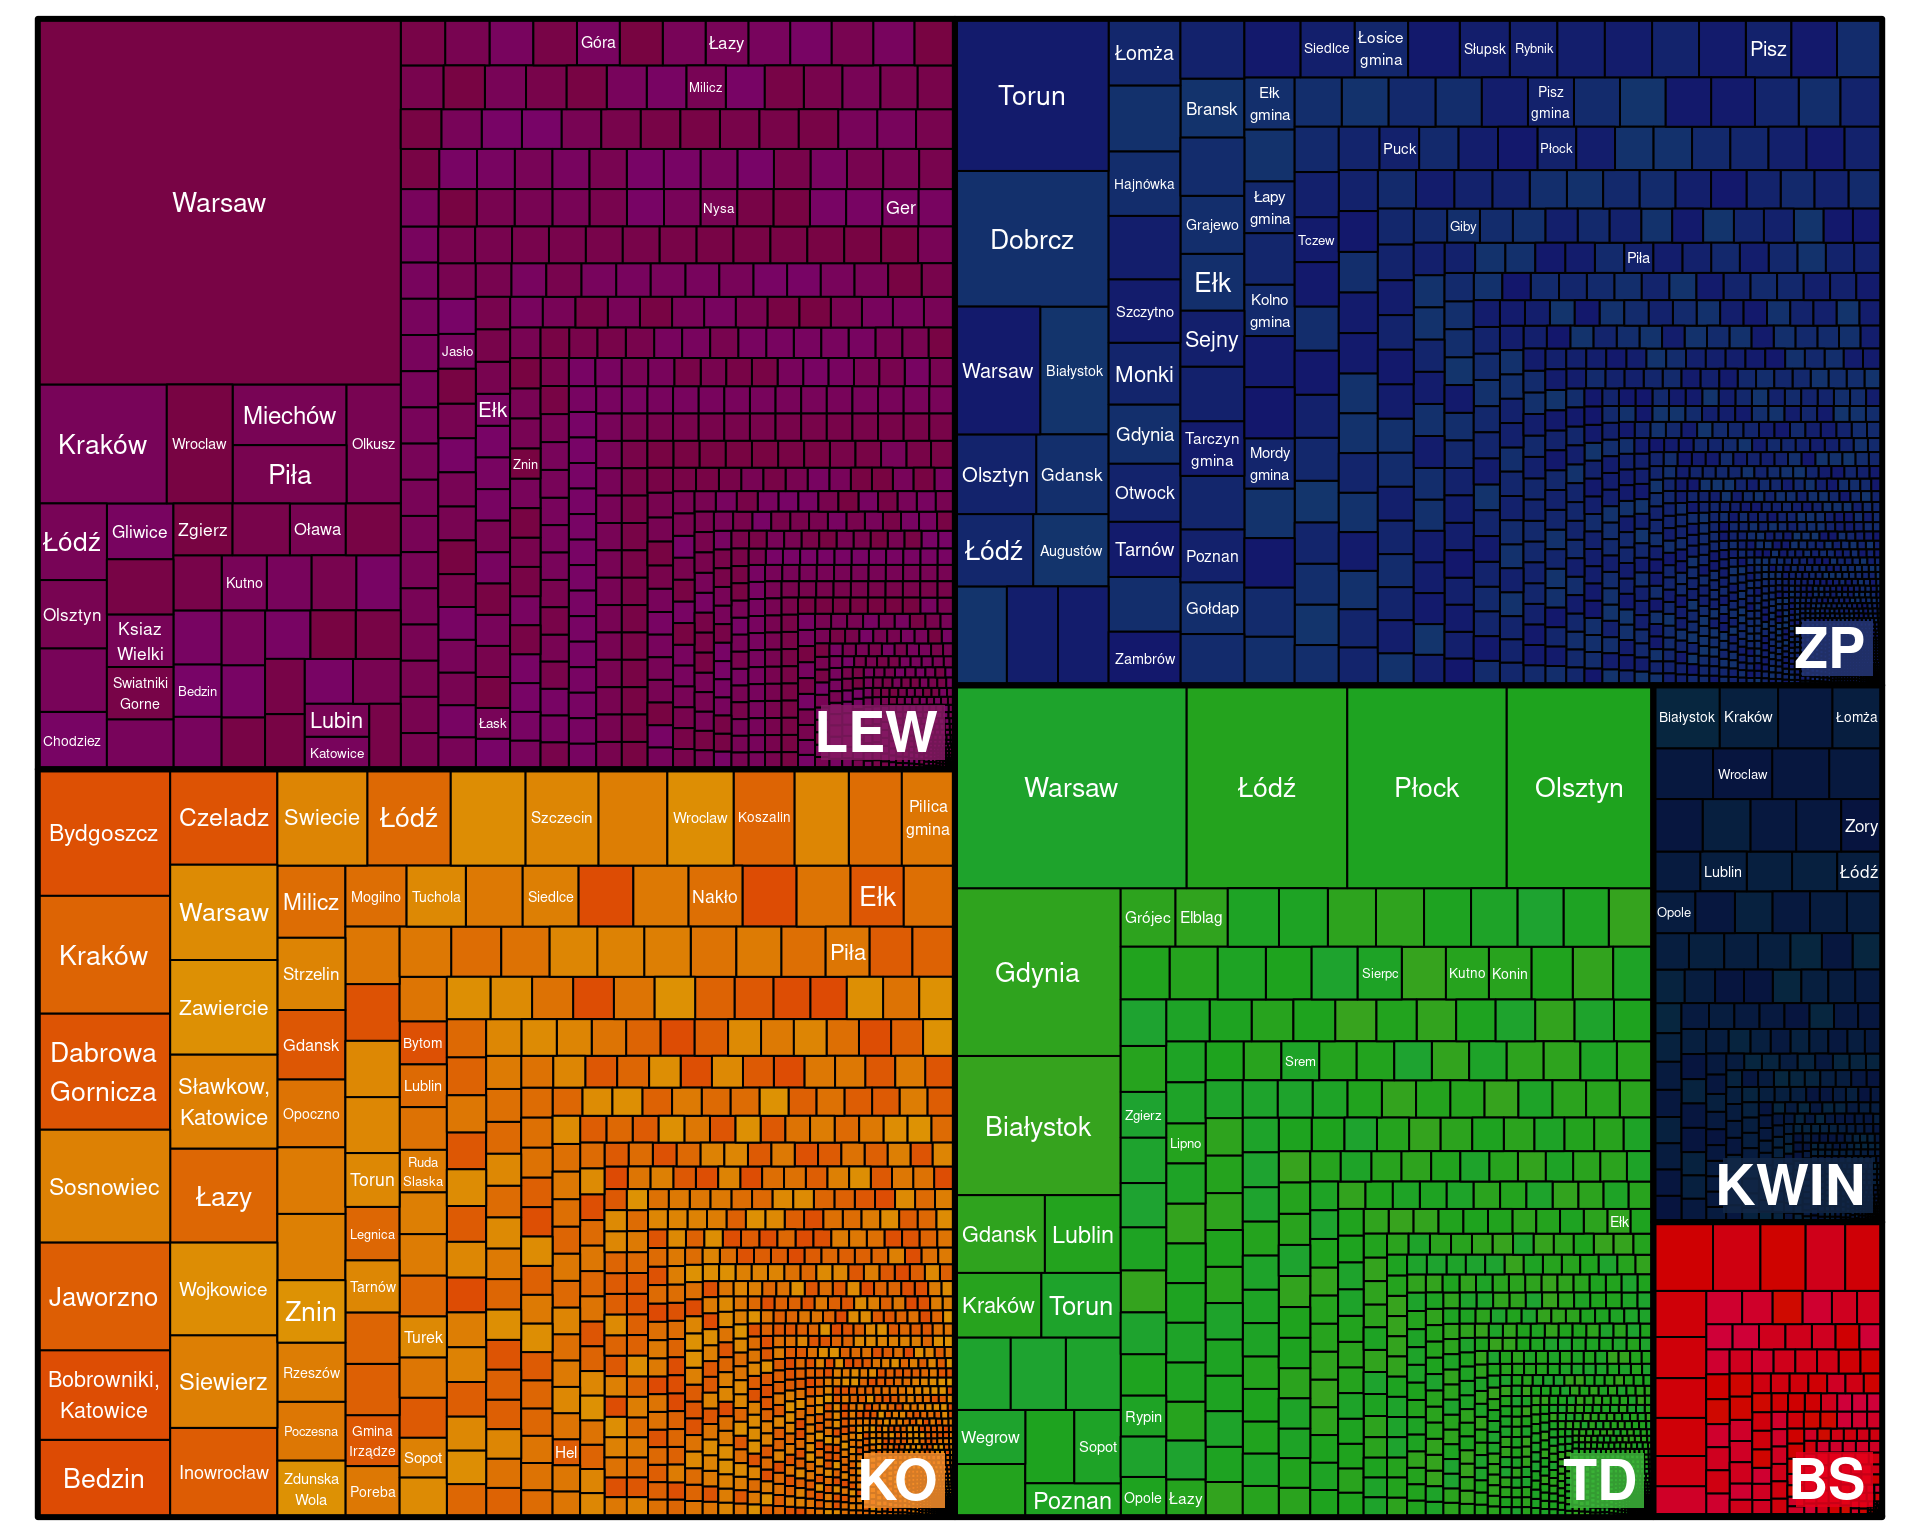 Góra
Łazy
Milicz
Warsaw
Nysa
Ger
Jasło
Ełk
Kraków
Wroclaw
Miechów
Piła
Olkusz
Znin
Łódź
Gliwice
Zgierz
Oława
Kutno
Olsztyn
Ksiaz
Wielki
Swiatniki
Gorne
Bedzin
Chodziez
Lubin
Katowice
Łask
LEW
Torun
Łomża
Siedlce
Łosice
gmina
Słupsk
Rybnik
Pisz
Bransk
Ełk
gmina
Pisz
gmina
Puck
Płock
Hajnówka
Łapy
gmina
Dobrcz
Grajewo
Tczew
Giby
Piła
Ełk
Szczytno
Kolno
gmina
Sejny
Warsaw
Białystok
Monki
Gdynia
Tarczyn
gmina
Mordy
gmina
Olsztyn
Gdansk
Otwock
Łódź
Augustów
Tarnów
Poznan
Gołdap
Zambrów
ZP
Bydgoszcz
Czeladz
Swiecie
Łódź
Szczecin
Wroclaw
Koszalin
Pilica
gmina
Warsaw
Milicz
Mogilno
Tuchola
Siedlce
Nakło
Ełk
Kraków
Strzelin
Piła
Zawiercie
Gdansk
Bytom
Dabrowa
Gornicza
Sławkow,
Katowice
Opoczno
Lublin
Sosnowiec
Łazy
Torun
Ruda
Slaska
Legnica
Jaworzno
Wojkowice
Znin
Tarnów
Turek
Bobrowniki,
Katowice
Siewierz
Rzeszów
Poczesna
Gmina
Irządze
Hel
Bedzin
Inowrocław
Zdunska
Wola
Sopot
Poreba
KO
Warsaw
Łódź
Płock
Olsztyn
Gdynia
Grójec
Elblag
Sierpc
Kutno
Konin
Srem
Białystok
Zgierz
Lipno
Gdansk
Lublin
Ełk
Kraków
Torun
Wegrow
Sopot
Rypin
Poznan
Opole
Łazy
TD
Białystok
Kraków
Łomża
Wroclaw
Zory
Lublin
Łódź
Opole
KWIN
BS